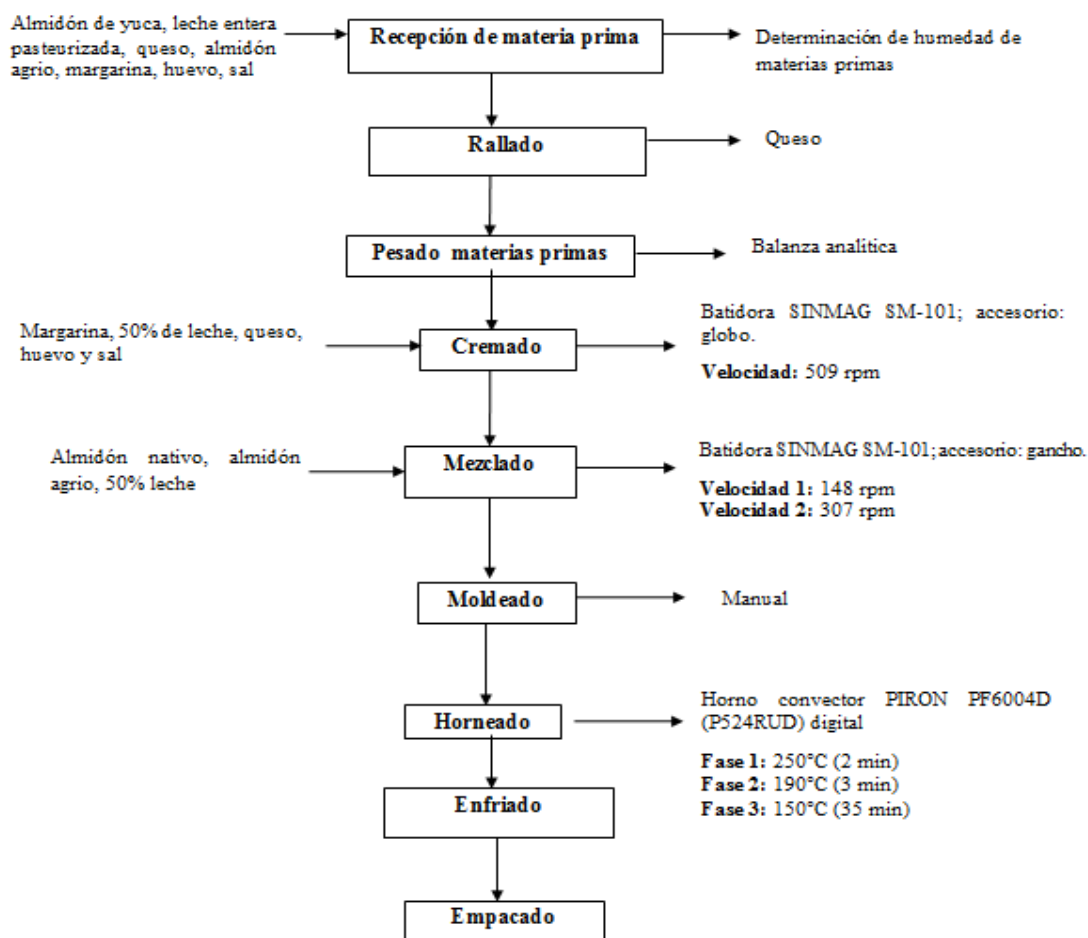 Almidón de yuca, leche entera
pasteurizada, queso, almidón
agrio, margarina, huevo, sal
Recepción de materia prima
Determinación de humedad de
materias primas
Rallado
Queso
Pesado materias primas
Balanza analítica
Margarina, 50% de leche, queso,
huevo y sal
Cremado
Batidora SINMAG SM-101; accesorio:
globo.
Velocidad: 509 rpm
Almidón nativo, almidón
agrio, 50% leche
Mezclado
Batidora SINMAG SM-101; accesorio: gancho.
Velocidad 1: 148 rpm
Velocidad 2: 307 rpm
Moldeado
Manual
Horneado
Horno convector PIRON PF6004D
(P524RUD) digital
Fase 1: 250°C (2 min)
Fase 2: 190°C (3 min)
Fase 3: 150°C (35 min)
Enfriado
Empacado